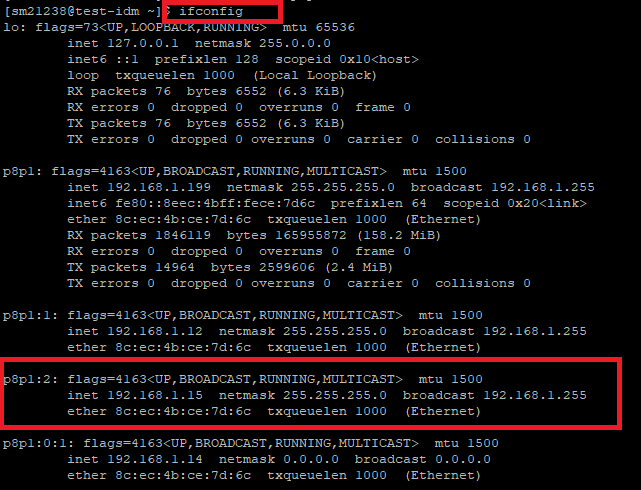 [sm21238@test-idm ~]$ ifconfig
lo: flags=73<UP,LOOPBACK,RUNNING>  mtu 65536
        inet 127.0.0.1  netmask 255.0.0.0
        inet6 ::1  prefixlen 128  scopeid 0x10<host>
        loop  txqueuelen 1000  (Local Loopback)
        RX packets 76  bytes 6552 (6.3 KiB)
        RX errors 0  dropped 0  overruns 0  frame 0
        TX packets 76  bytes 6552 (6.3 KiB)
        TX errors 0  dropped 0 overruns 0  carrier 0  collisions 0
p8p1: flags=4163<UP,BROADCAST,RUNNING,MULTICAST>  mtu 1500
        inet 192.168.1.199  netmask 255.255.255.0  broadcast 192.168.1.255
        inet6 fe80::8eec:4bff:fece:7d6c  prefixlen 64  scopeid 0x20<link>
        ether 8c:ec:4b:ce:7d:6c  txqueuelen 1000  (Ethernet)
        RX packets 1846119  bytes 165955872 (158.2 MiB)
        RX errors 0  dropped 0  overruns 0  frame 0
        TX packets 14964  bytes 2599606 (2.4 MiB)
        TX errors 0  dropped 0 overruns 0  carrier 0  collisions 0
p8p1:1: flags=4163<UP,BROADCAST,RUNNING,MULTICAST>  mtu 1500
        inet 192.168.1.12  netmask 255.255.255.0  broadcast 192.168.1.255
        ether 8c:ec:4b:ce:7d:6c  txqueuelen 1000  (Ethernet)
p8p1:2: flags=4163<UP,BROADCAST,RUNNING,MULTICAST>  mtu 1500
        inet 192.168.1.15  netmask 255.255.255.0  broadcast 192.168.1.255
        ether 8c:ec:4b:ce:7d:6c  txqueuelen 1000  (Ethernet)
p8p1:0:1: flags=4163<UP,BROADCAST,RUNNING,MULTICAST>  mtu 1500
        inet 192.168.1.14  netmask 0.0.0.0  broadcast 0.0.0.0
        ether 8c:ec:4b:ce:7d:6c  txqueuelen 1000  (Ethernet)